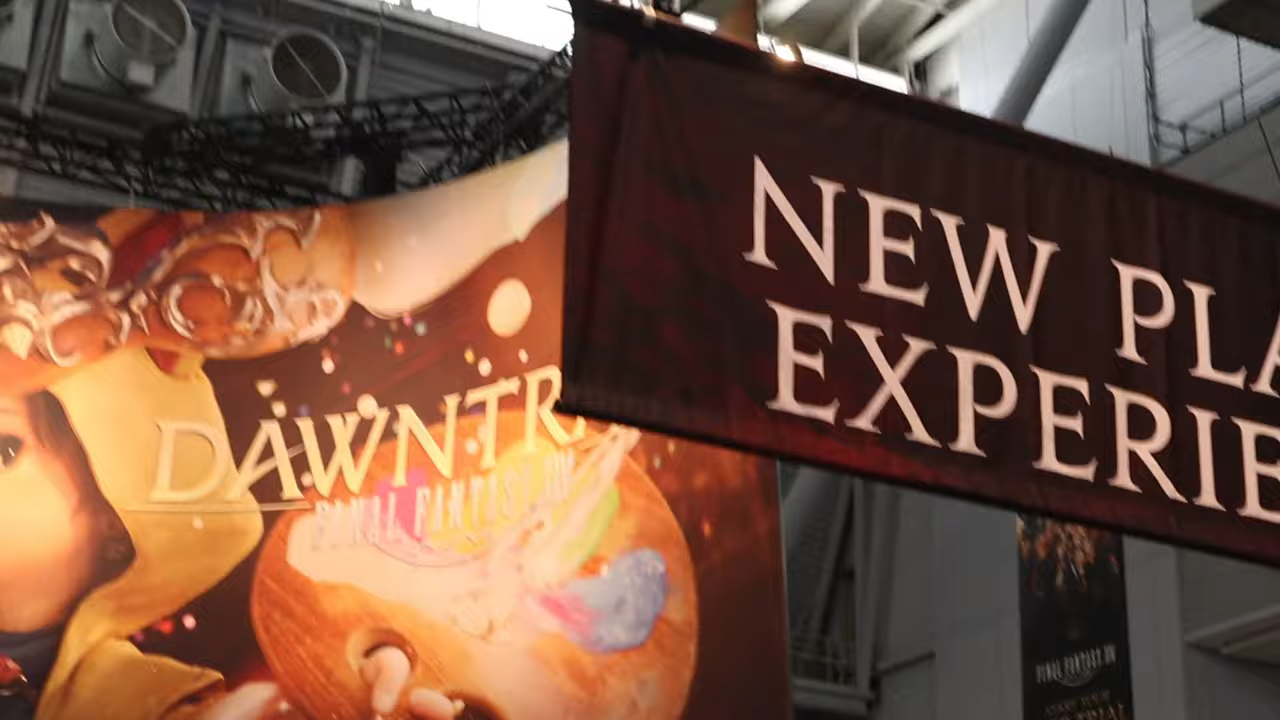 NEW PLA
EXPERIE
DAWNTR
FINAL FANTASY XIV
FINAL FANTASY XIV